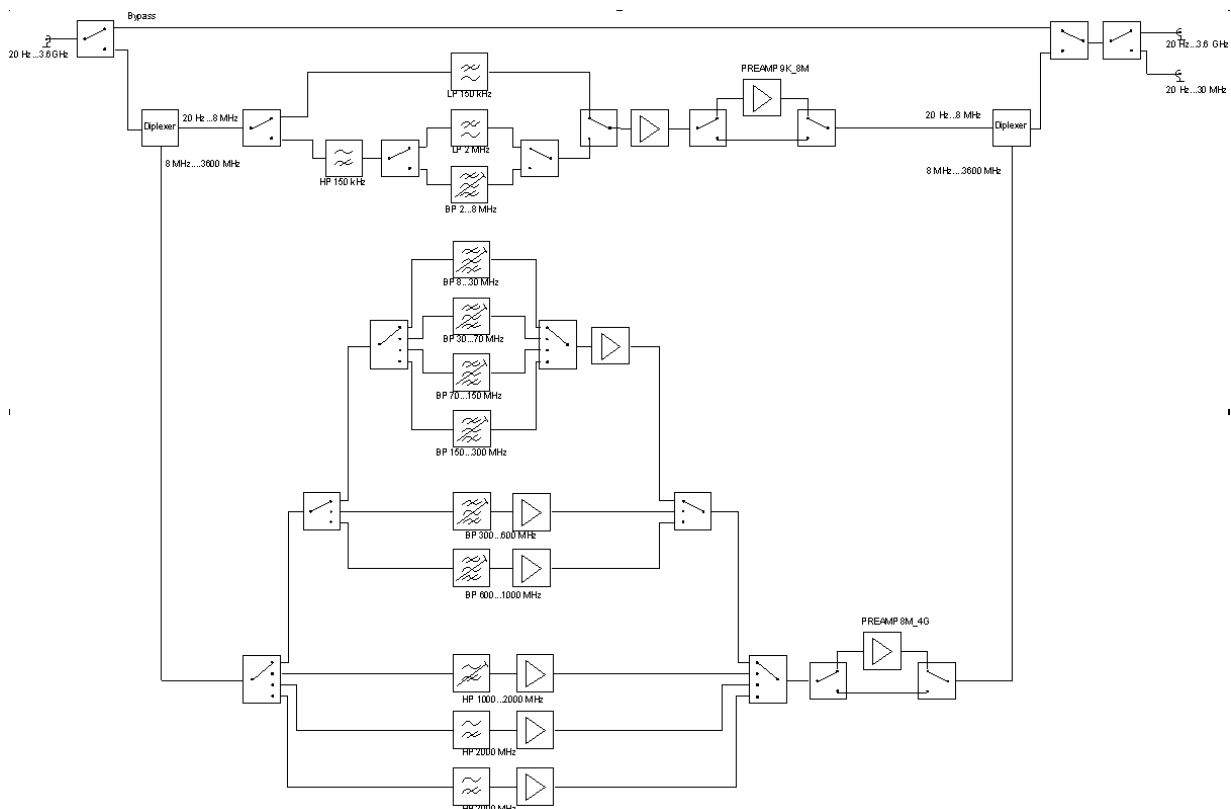 Bypass
20 Hz...3.6 GHz
20 Hz...3.6 GHz
20 Hz...30 MHz
PREAMP 9K_8M
LP 150 kHz
Diplexer
20 Hz...8 MHz
20 Hz...8 MHz
Diplexer
LP 2 MHz
8 MHz....3600 MHz
HP 150 kHz
8 MHz....3600 MHz
BP 2...8 MHz
BP 8...30 MHz
BP 30...70 MHz
BP 70...150 MHz
BP 150...300 MHz
BP 300...600 MHz
BP 600...1000 MHz
PREAMP 8M_4G
HP 1000...2000 MHz
HP 2000 MHz
HP 2000 MHz